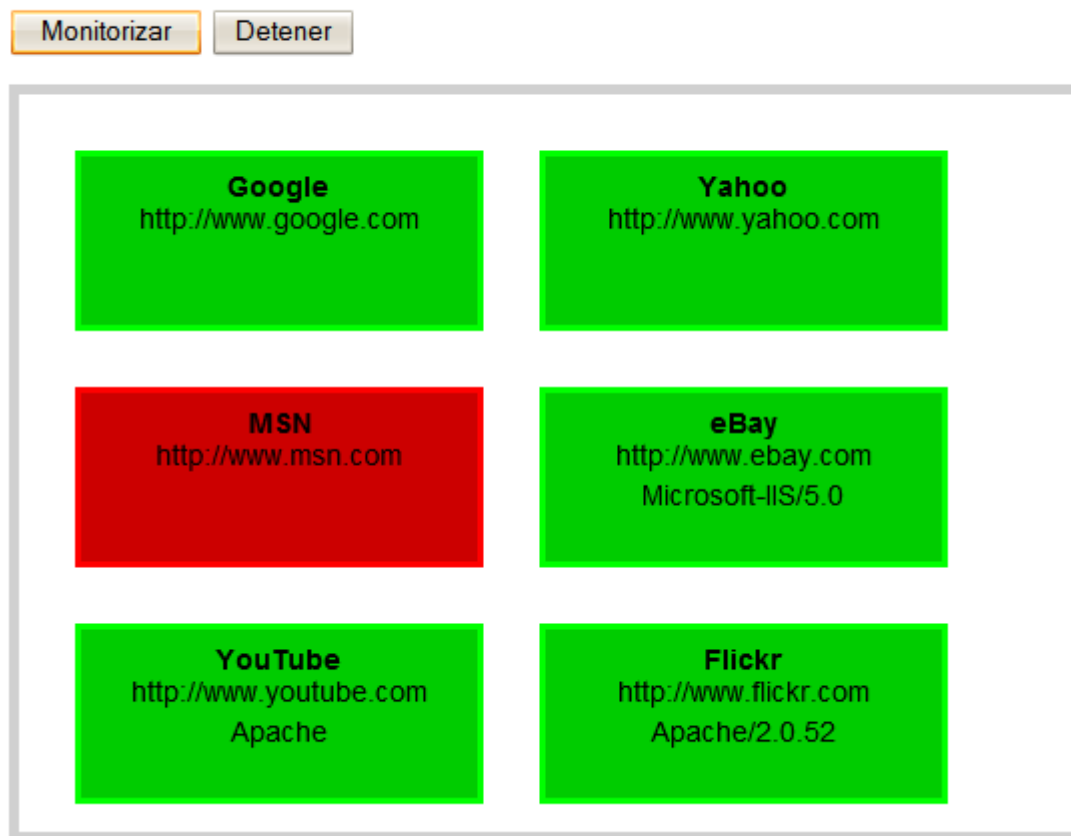 Monitorizar Detener
Google
http://www.google.com
Yahoo
http://www.yahoo.com
MSN
http://www.msn.com
eBay
http://www.ebay.com
Microsoft-IIS/5.0
YouTube
http://www.youtube.com
Apache
Flickr
http://www.flickr.com
Apache/2.0.52